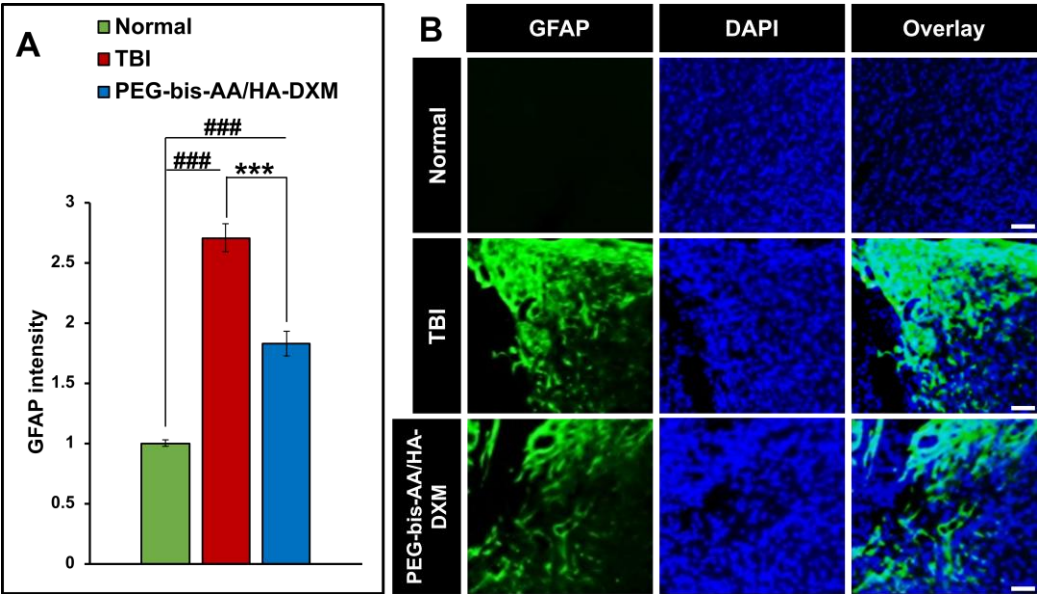 A
Normal
TBI
PEG-bis-AA/HA-DXM
###
###
***
3
2.5
2
1.5
1
0.5
0
GFAP intensity
B
GFAP
DAPI
Overlay
Normal
TBI
PEG-bis-AA/HA-
DXM